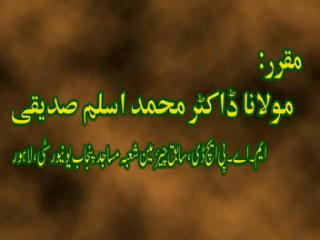 مقرر:
مولانا ڈاکٹر محمد اسلم صدیقی
ایم۔اے۔پی ایچ ڈی، سابق چیئرمین شعبہ مساجد پنجاب یونیورسٹی، لاہور